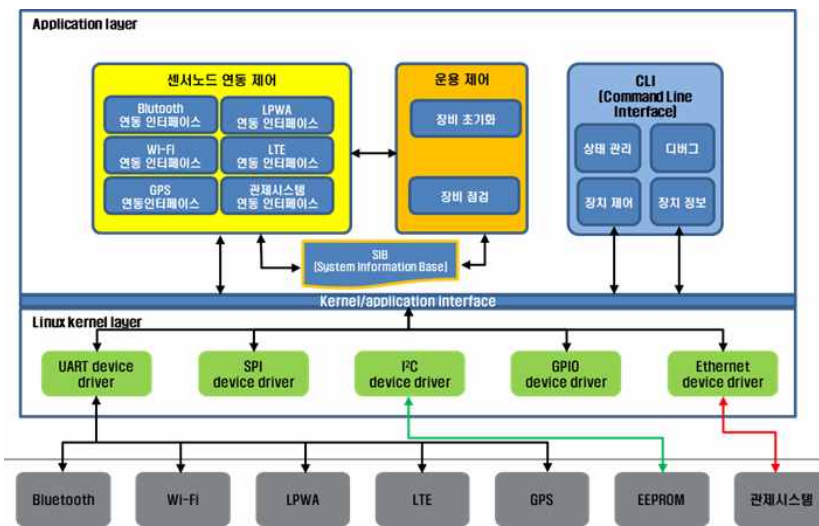 Application layer
센서노드 연동 제어
Blutooth
연동 인터페이스
LPWA
연동 인터페이스
Wi-Fi
연동 인터페이스
LTE
연동 인터페이스
GPS
연동인터페이스
관제시스템
연동 인터페이스
운용 제어
장비 초기화
장비 점검
CLI
(Command Line
Interface)
상태 관리
디버그
장치 제어
장치 정보
SIB
(System Information Base)
Kernel/application interface
Linux kernel layer
UART device
driver
SPI
device driver
I²C
device driver
GPIO
device driver
Ethernet
device driver
Bluetooth
Wi-Fi
LPWA
LTE
GPS
EEPROM
관제시스템